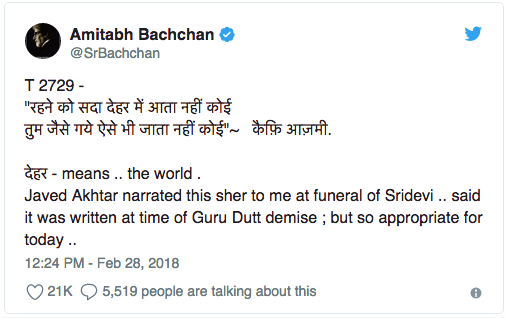 Amitabh Bachchan
@SrBachchan
T 2729 -
"रहने को सदा देहर में आता नहीं कोई
तुम जैसे गये ऐसे भी जाता नहीं कोई"~ कैफ़ि आज़मी.
देहर - means .. the world .
Javed Akhtar narrated this sher to me at funeral of Sridevi .. said
it was written at time of Guru Dutt demise ; but so appropriate for
today ..
12:24 PM - Feb 28, 2018
21K 5,519 people are talking about this